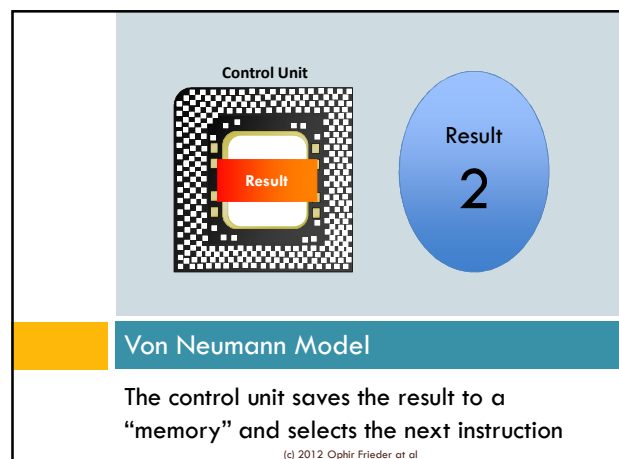 Control Unit
Result
Result
2
Von Neumann Model
The control unit saves the result to a
“memory” and selects the next instruction
(c) 2012 Ophir Frieder at al